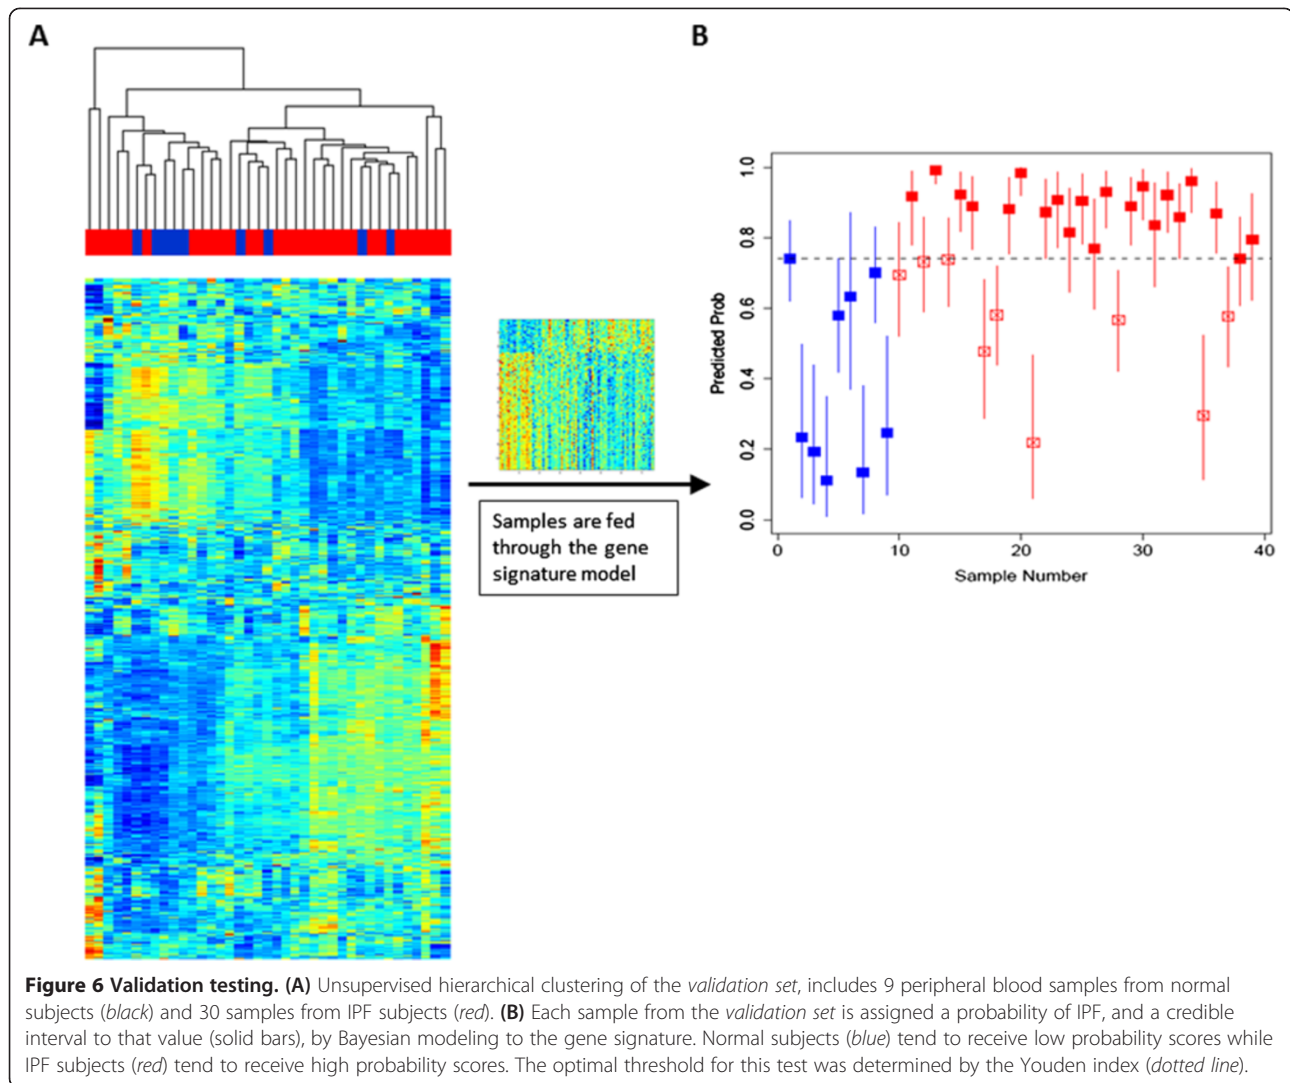 A
B
Samples are fed
through the gene
signature model
Predicted Prob
1.0
0.8
0.6
0.4
0.2
0.0
0
10
20
30
40
Sample Number
Figure 6 Validation testing. (A) Unsupervised hierarchical clustering of the validation set, includes 9 peripheral blood samples from normal
subjects (black) and 30 samples from IPF subjects (red). (B) Each sample from the validation set is assigned a probability of IPF, and a credible
interval to that value (solid bars), by Bayesian modeling to the gene signature. Normal subjects (blue) tend to receive low probability scores while
IPF subjects (red) tend to receive high probability scores. The optimal threshold for this test was determined by the Youden index (dotted line).